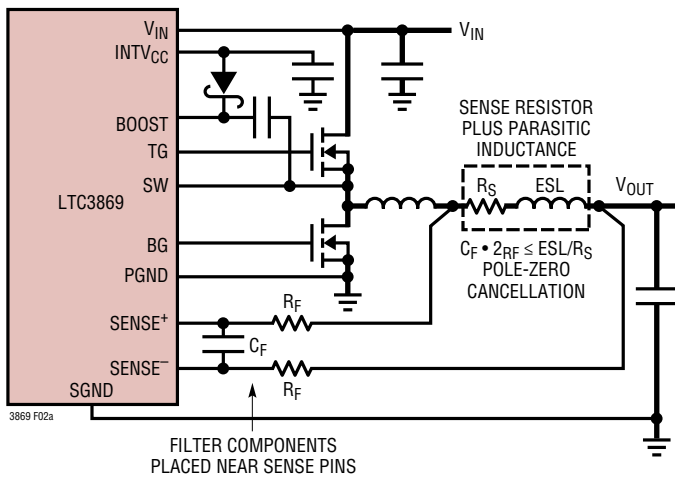 V_IN
INTV_CC
BOOST
TG
SW
LTC3869
BG
PGND
SENSE⁺
SENSE⁻
SGND
3869 F02a
V_IN
SENSE RESISTOR
PLUS PARASITIC
INDUCTANCE
R_S ESL
V_OUT
C_F • 2_RF ≤ ESL/R_S
POLE-ZERO
CANCELLATION
R_F
C_F
R_F
FILTER COMPONENTS
PLACED NEAR SENSE PINS